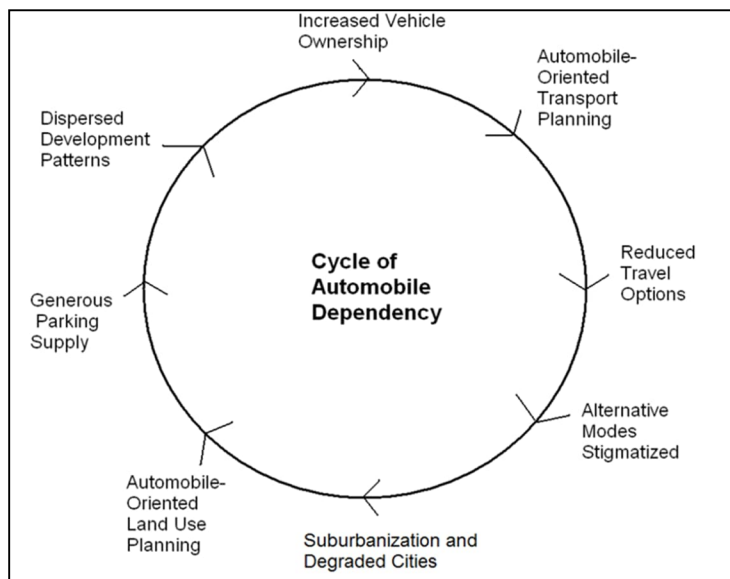 Increased Vehicle
Ownership
Automobile-
Oriented
Transport
Planning
Reduced
Travel
Options
Alternative
Modes
Stigmatized
Suburbanization and
Degraded Cities
Automobile-
Oriented
Land Use
Planning
Generous
Parking
Supply
Dispersed
Development
Patterns
Cycle of
Automobile
Dependency